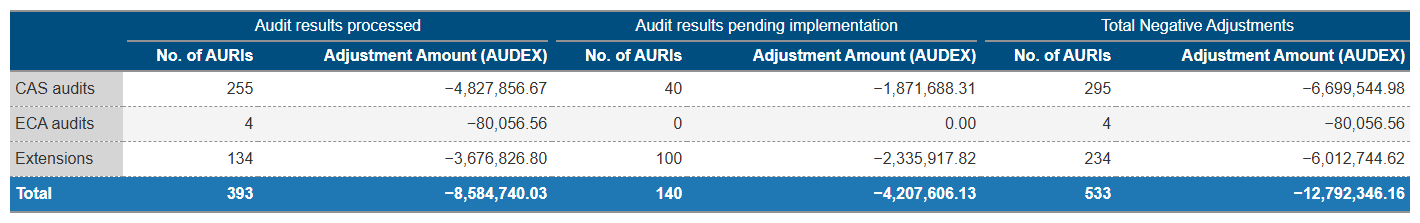 Audit results processed Audit results pending implementation Total Negative Adjustments
No. of AURIs Adjustment Amount (AUDEX) No. of AURIs Adjustment Amount (AUDEX) No. of AURIs Adjustment Amount (AUDEX)
CAS audits 255 −4,827,856.67 40 −1,871,688.31 295 −6,699,544.98
ECA audits 4 −80,056.56 0 0.00 4 −80,056.56
Extensions 134 −3,676,826.80 100 −2,335,917.82 234 −6,012,744.62
Total 393 −8,584,740.03 140 −4,207,606.13 533 −12,792,346.16